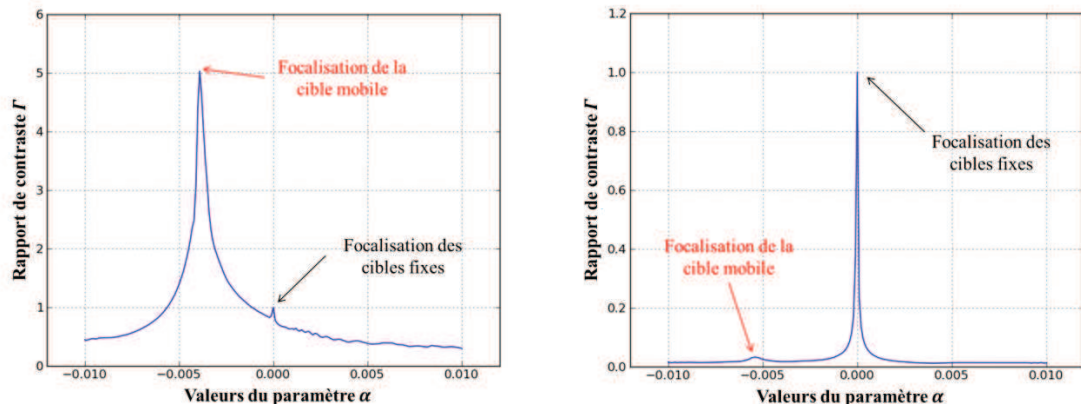 6
5
4
3
2
1
0
Rapport de contraste Γ
Focalisation de la
cible mobile
Focalisation des
cibles fixes
−0.010
−0.005
0.000
0.005
0.010
Valeurs du paramètre α
1.2
1.0
0.8
0.6
0.4
0.2
0.0
Rapport de contraste Γ
Focalisation des
cibles fixes
Focalisation de la
cible mobile
−0.010
−0.005
0.000
0.005
0.010
Valeurs du paramètre α